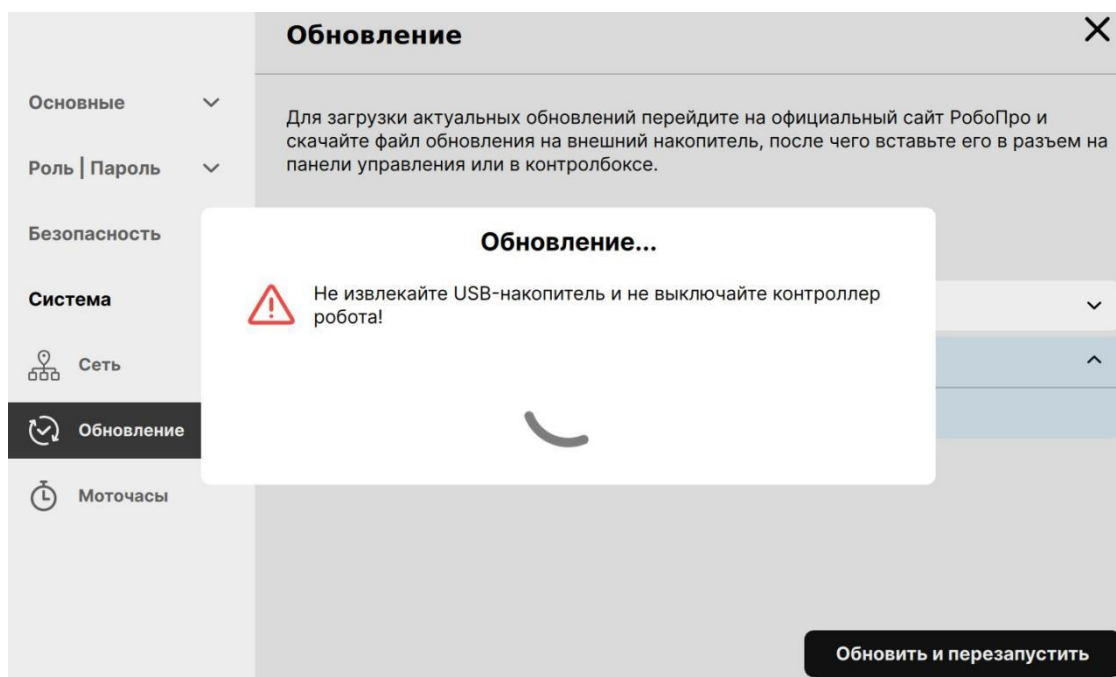 Обновление
Основные
Роль | Пароль
Безопасность
Система
Сеть
Обновление
Моточасы
Для загрузки актуальных обновлений перейдите на официальный сайт РобоПро и
скачайте файл обновления на внешний накопитель, после чего вставьте его в разъем на
панели управления или в контролбоксе.
Обновление...
Не извлекайте USB-накопитель и не выключайте контроллер
робота!
Обновить и перезапустить